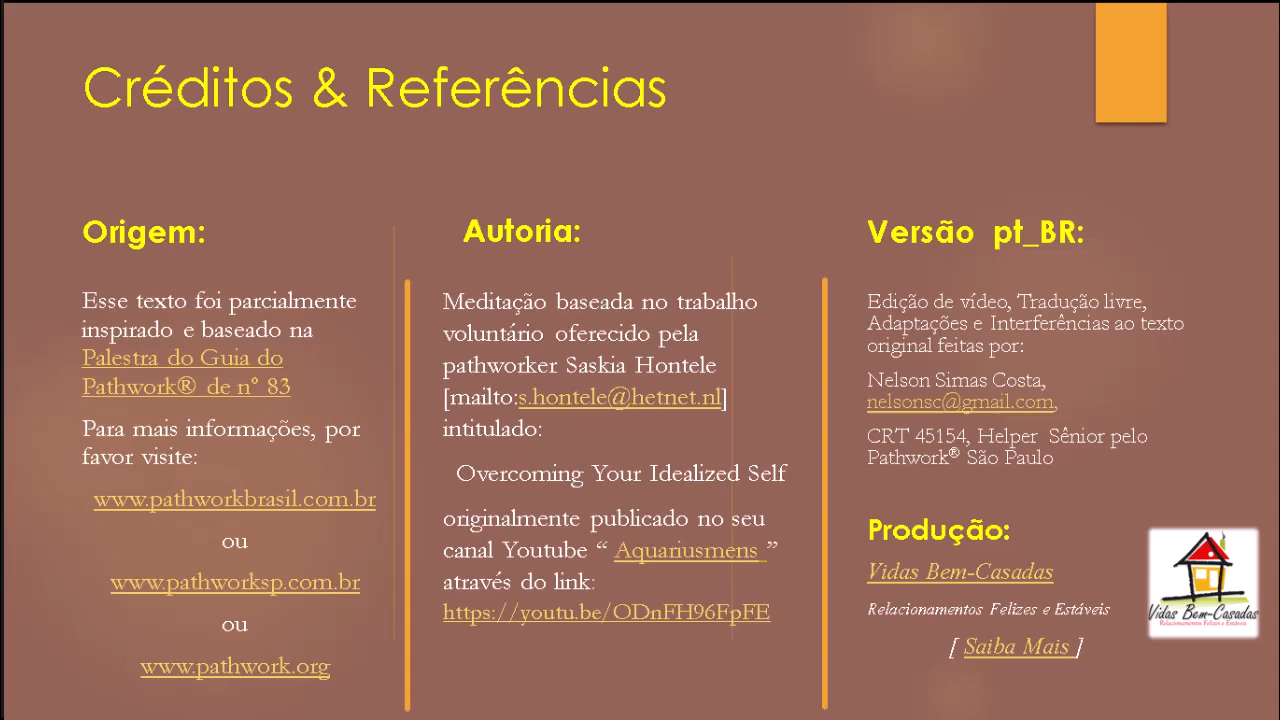 Créditos & Referências
Origem:
Esse texto foi parcialmente
inspirado e baseado na
Palestra do Guia do
Pathwork® de n° 83
Para mais informações, por
favor visite:
www.pathworkbrasil.com.br
ou
www.pathworksp.com.br
ou
www.pathwork.org
Autoria:
Meditação baseada no trabalho
voluntário oferecido pela
pathworker Saskia Hontele
[mailto:s.hontele@hetnet.nl]
intitulado:
Overcoming Your Idealized Self
originalmente publicado no seu
canal Youtube “ Aquariusmens ”
através do link:
https://youtu.be/ODnFH96FpFE
Versão pt_BR:
Edição de vídeo, Tradução livre,
Adaptações e Interferências ao texto
original feitas por:
Nelson Simas Costa,
nelsonsc@gmail.com,
CRT 45154, Helper Sênior pelo
Pathwork® São Paulo
Produção:
Vidas Bem-Casadas
Relacionamentos Felizes e Estáveis
[ Saiba Mais ]
Vidas Bem-Casadas
Relacionamentos Felizes e Estáveis